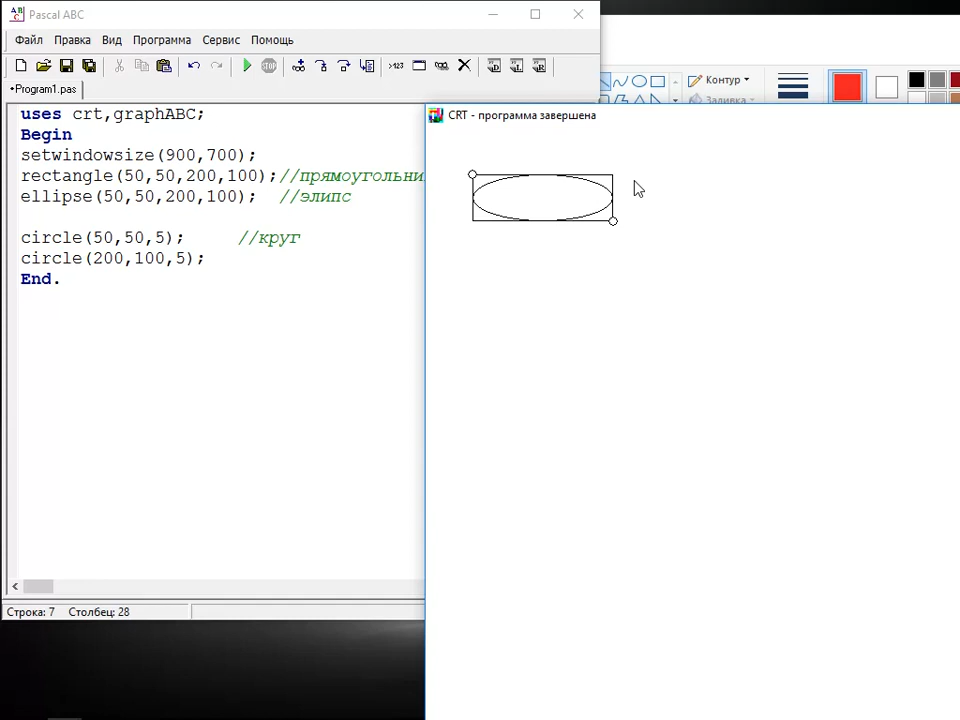 Pascal ABC
Файл Правка Вид Программа Сервис Помощь
*Program1.pas
uses crt,graphABC;
Begin
setwindowsize(900,700);
rectangle(50,50,200,100);//прямоугольни
ellipse(50,50,200,100); //элипс
circle(50,50,5); //круг
circle(200,100,5);
End.
Строка: 7 Столбец: 28
Контур
Заливка
CRT - программа завершена